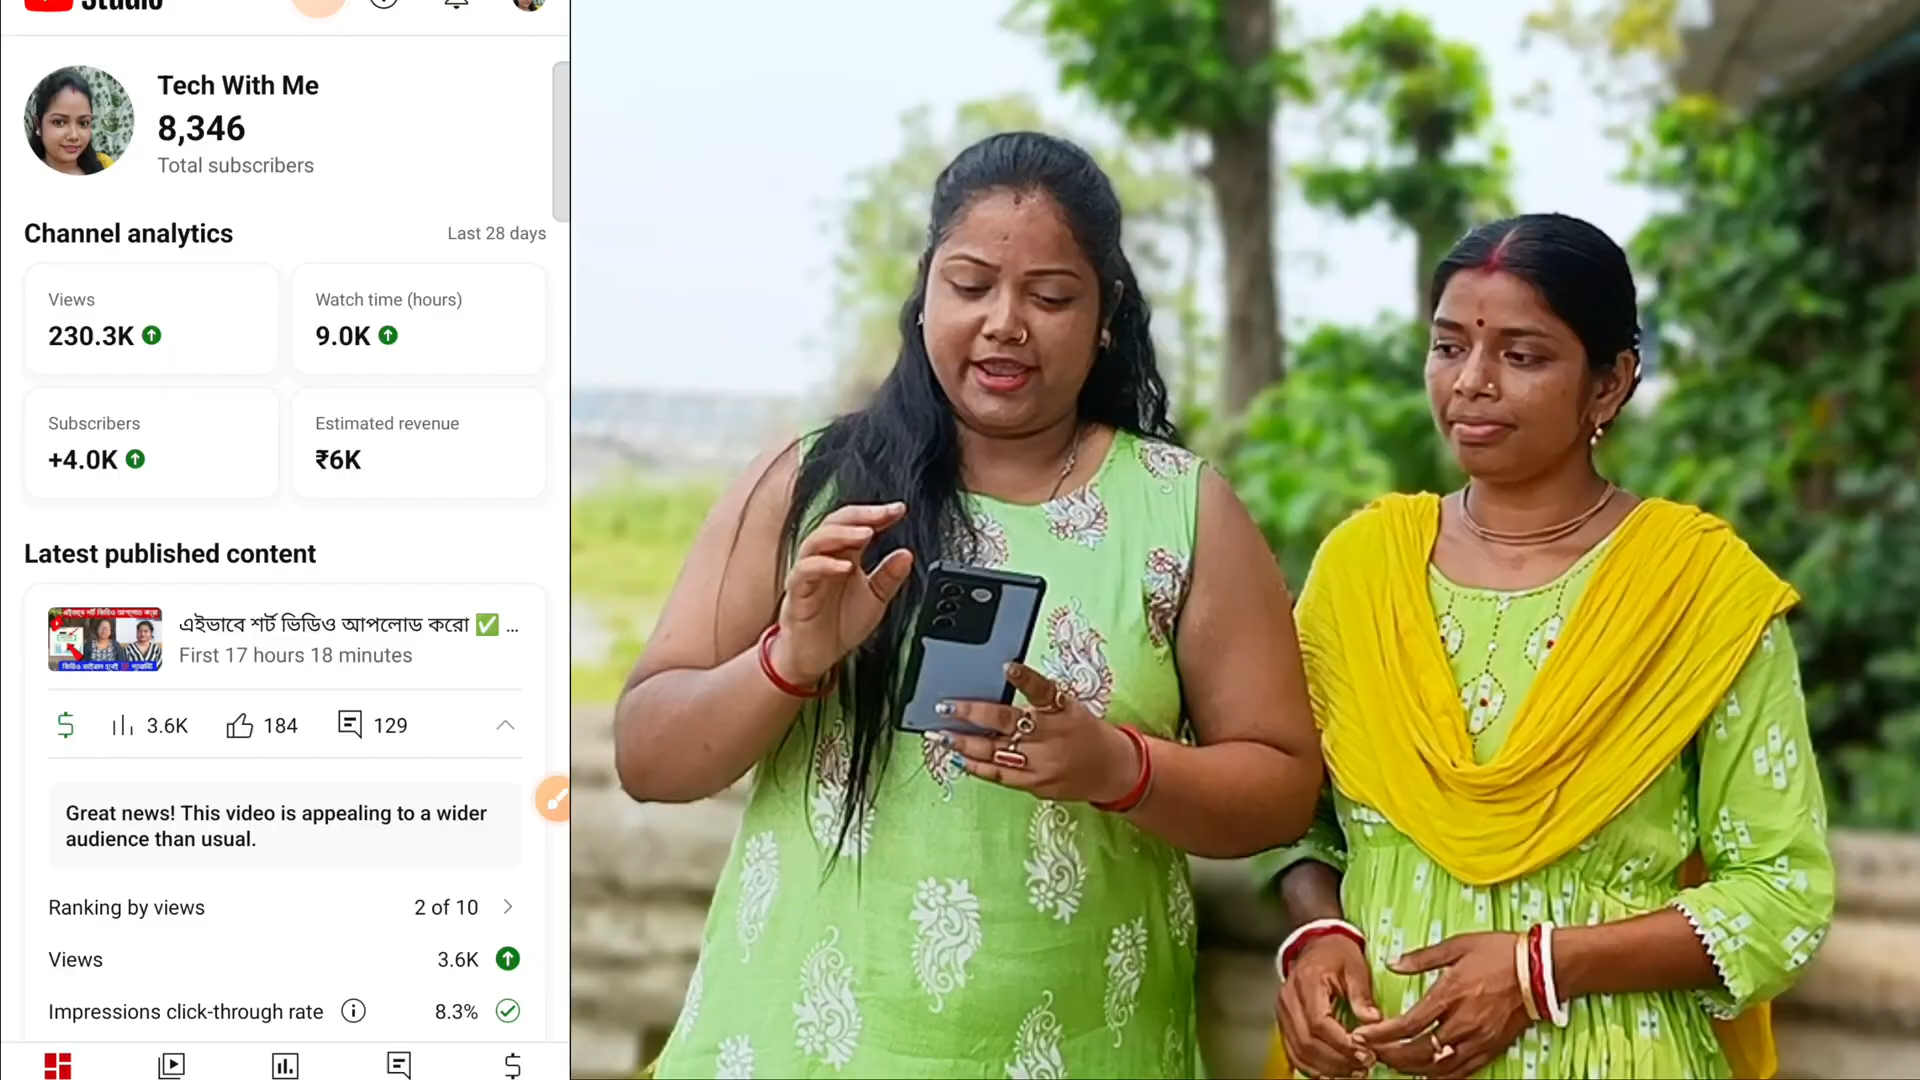 Studio
Tech With Me
8,346
Total subscribers
Channel analytics
Last 28 days
Views
230.3K
Watch time (hours)
9.0K
Subscribers
+4.0K
Estimated revenue
₹6K
Latest published content
এইভাবে শর্ট ভিডিও আপলোড করো ✅ ...
First 17 hours 18 minutes
3.6K
184
129
Great news! This video is appealing to a wider
audience than usual.
Ranking by views
2 of 10
Views
3.6K
Impressions click-through rate
8.3%